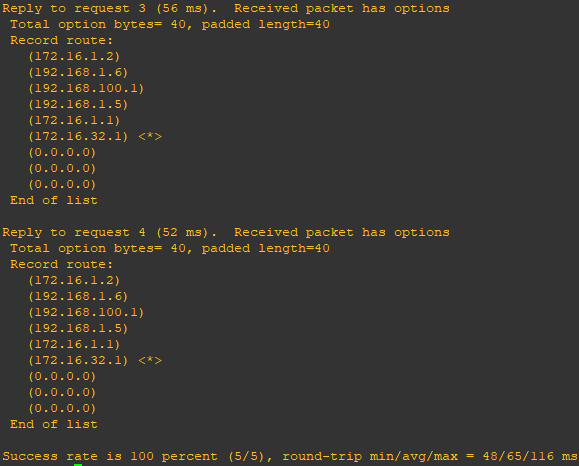 Reply to request 3 (56 ms).  Received packet has options
 Total option bytes= 40, padded length=40
 Record route:
   (172.16.1.2)
   (192.168.1.6)
   (192.168.100.1)
   (192.168.1.5)
   (172.16.1.1)
   (172.16.32.1) <*>
   (0.0.0.0)
   (0.0.0.0)
   (0.0.0.0)
 End of list

Reply to request 4 (52 ms).  Received packet has options
 Total option bytes= 40, padded length=40
 Record route:
   (172.16.1.2)
   (192.168.1.6)
   (192.168.100.1)
   (192.168.1.5)
   (172.16.1.1)
   (172.16.32.1) <*>
   (0.0.0.0)
   (0.0.0.0)
   (0.0.0.0)
 End of list

Success rate is 100 percent (5/5), round-trip min/avg/max = 48/65/116 ms